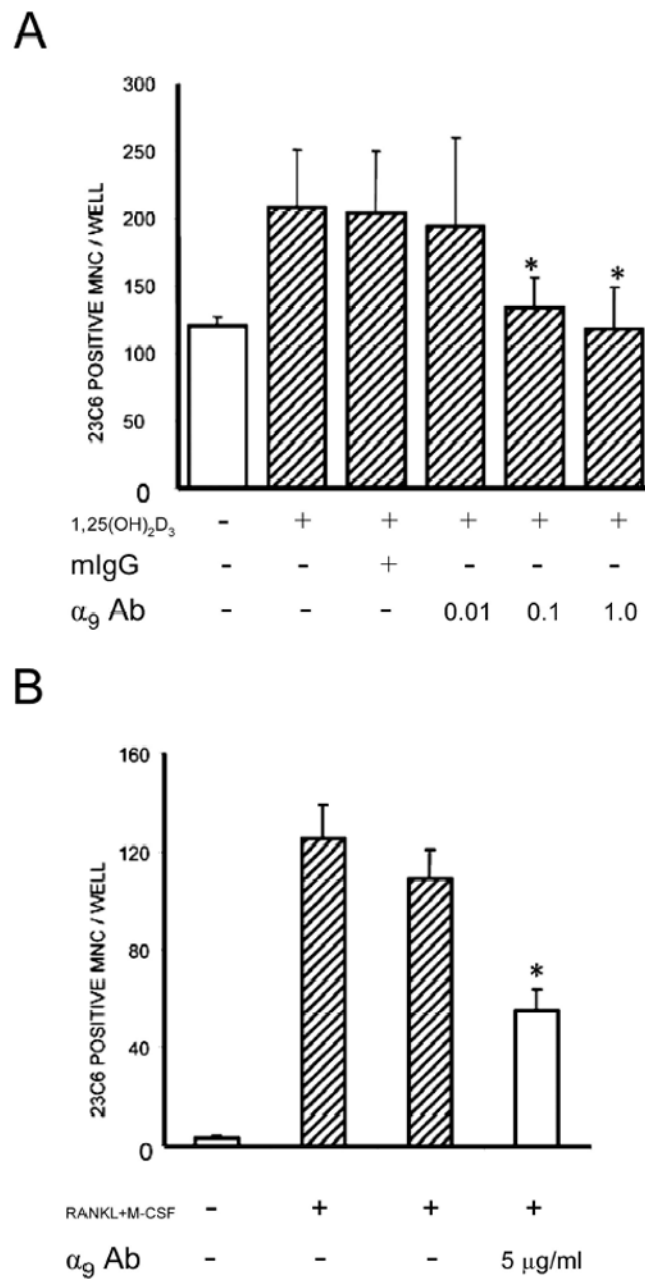 A
300
250
200
150
100
50
0
23C6 POSITIVE MNC / WELL
* *
1,25(OH)₂D₃ - + + + + +
mIgG - - + - - -
α₉ Ab - - - 0.01 0.1 1.0
B
160
120
80
40
0
23C6 POSITIVE MNC / WELL
*
RANKL+M-CSF - + + +
α₉ Ab - - - 5 μg/ml